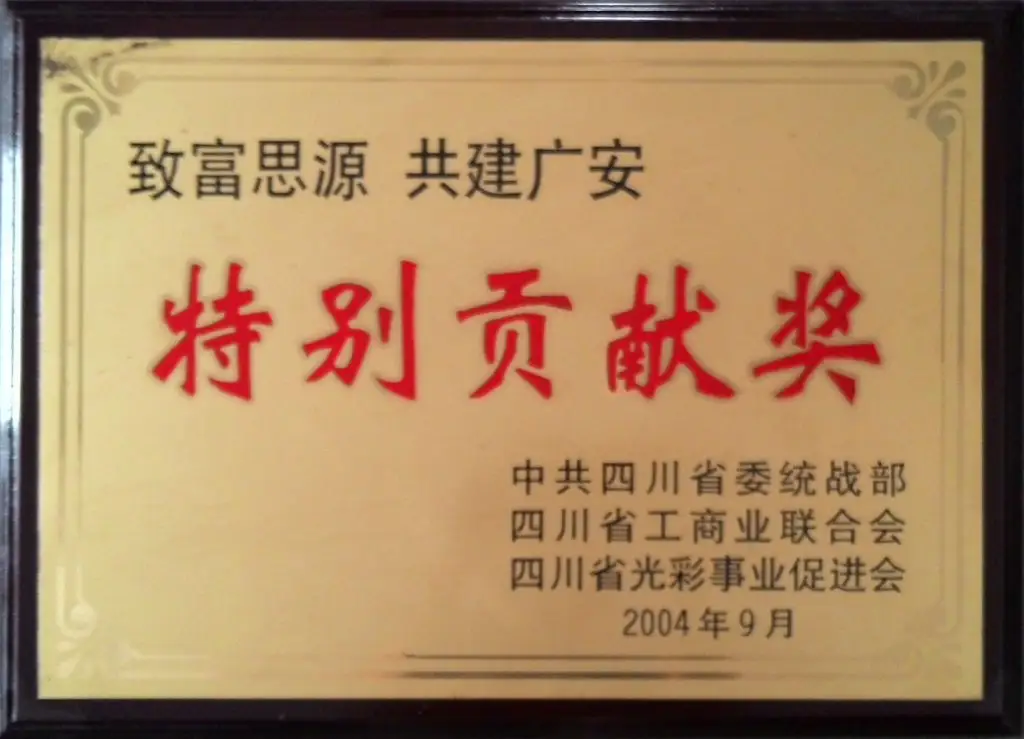 致富思源 共建广安
特别贡献奖
中共四川省委统战部
四川省工商业联合会
四川省光彩事业促进会
2004年9月